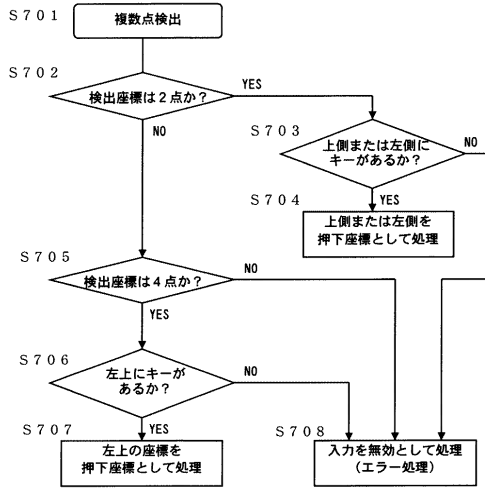 S701
複数点検出
S702
検出座標は2点か?
YES
NO
S703
上側または左側に
キーがあるか?
NO
YES
S704
上側または左側を
押下座標として処理
S705
検出座標は4点か?
NO
YES
S706
左上にキーが
あるか?
NO
YES
S707
左上の座標を
押下座標として処理
S708
入力を無効として処理
(エラー処理)